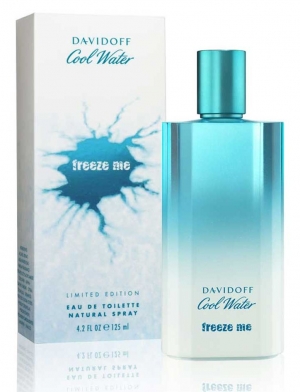 DAVIDOFF
Cool Water
freeze me
LIMITED EDITION
EAU DE TOILETTE
NATURAL SPRAY
4.2 FL OZ ℮ 125 ml
DAVIDOFF
Cool Water
freeze me